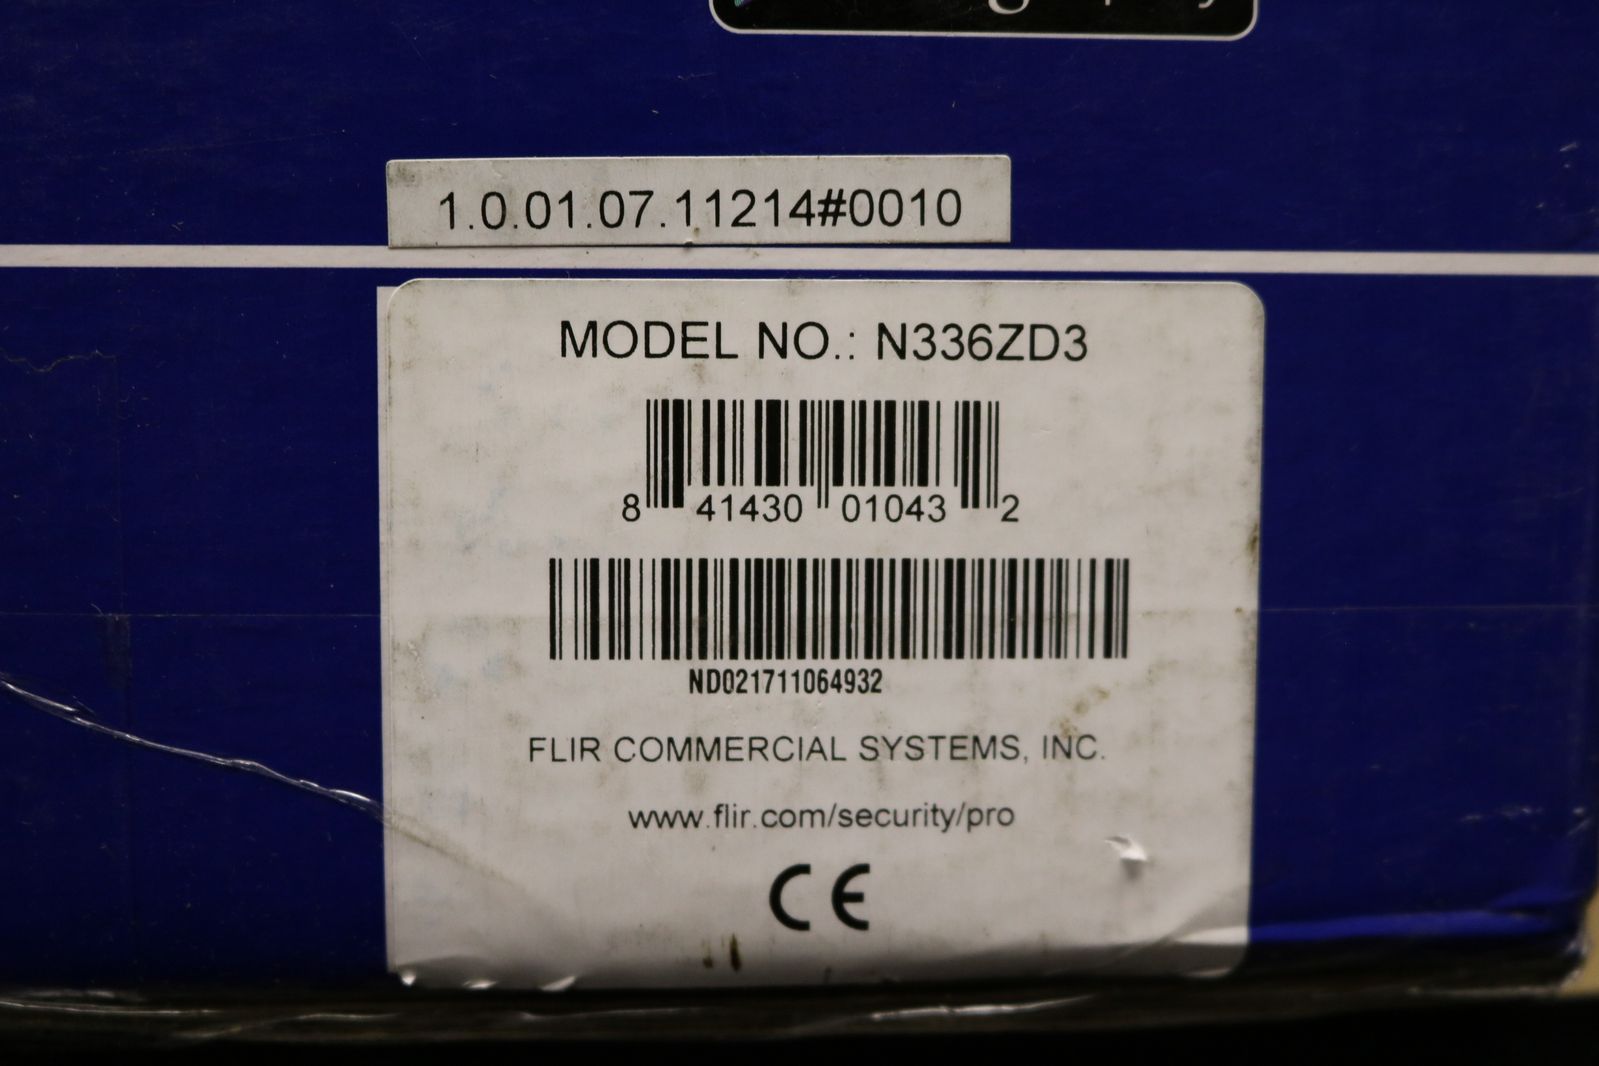 1.0.01.07.11214#0010
MODEL NO.: N336ZD3
8 41430 01043 2
ND021711064932
FLIR COMMERCIAL SYSTEMS, INC.
www.flir.com/security/pro
CE